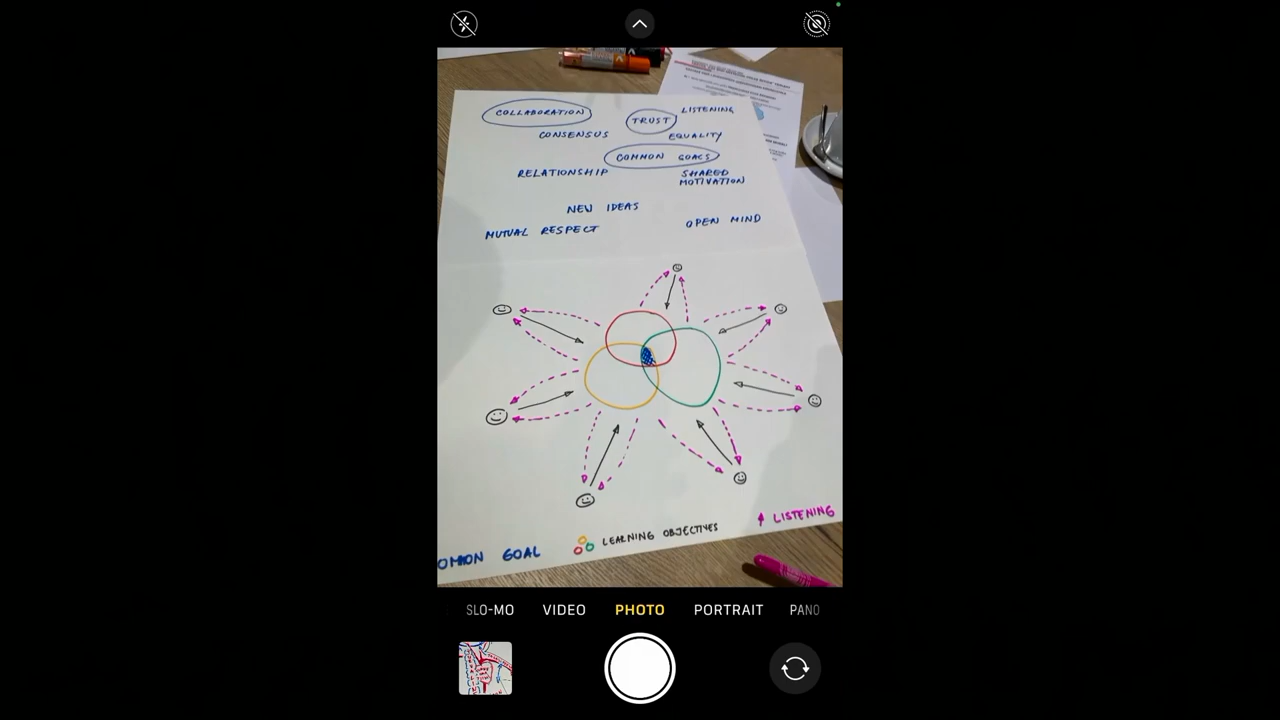 COLLABORATION
TRUST
LISTENING
CONSENSUS
EQUALITY
COMMON GOALS
RELATIONSHIP
SHARED
MOTIVATION
NEW IDEAS
OPEN MIND
MUTUAL RESPECT
LISTENING
LEARNING OBJECTIVES
OMMON GOAL
SLO-MO
VIDEO
PHOTO
PORTRAIT
PANO